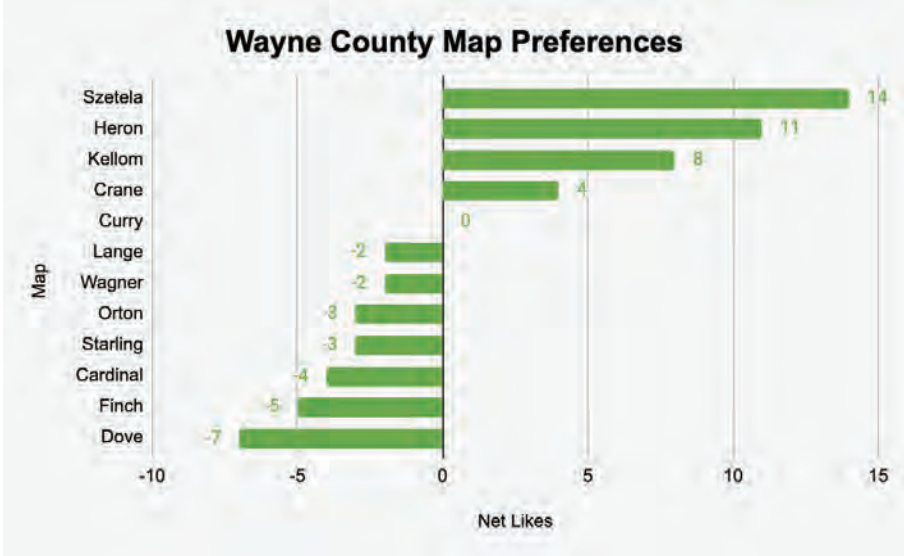 Wayne County Map Preferences
Szetela 14
Heron 11
Kellom 8
Crane 4
Curry 0
Lange -2
Wagner -2
Orton -3
Starling -3
Cardinal -4
Finch -5
Dove -7
Map
-10 -5 0 5 10 15
Net Likes